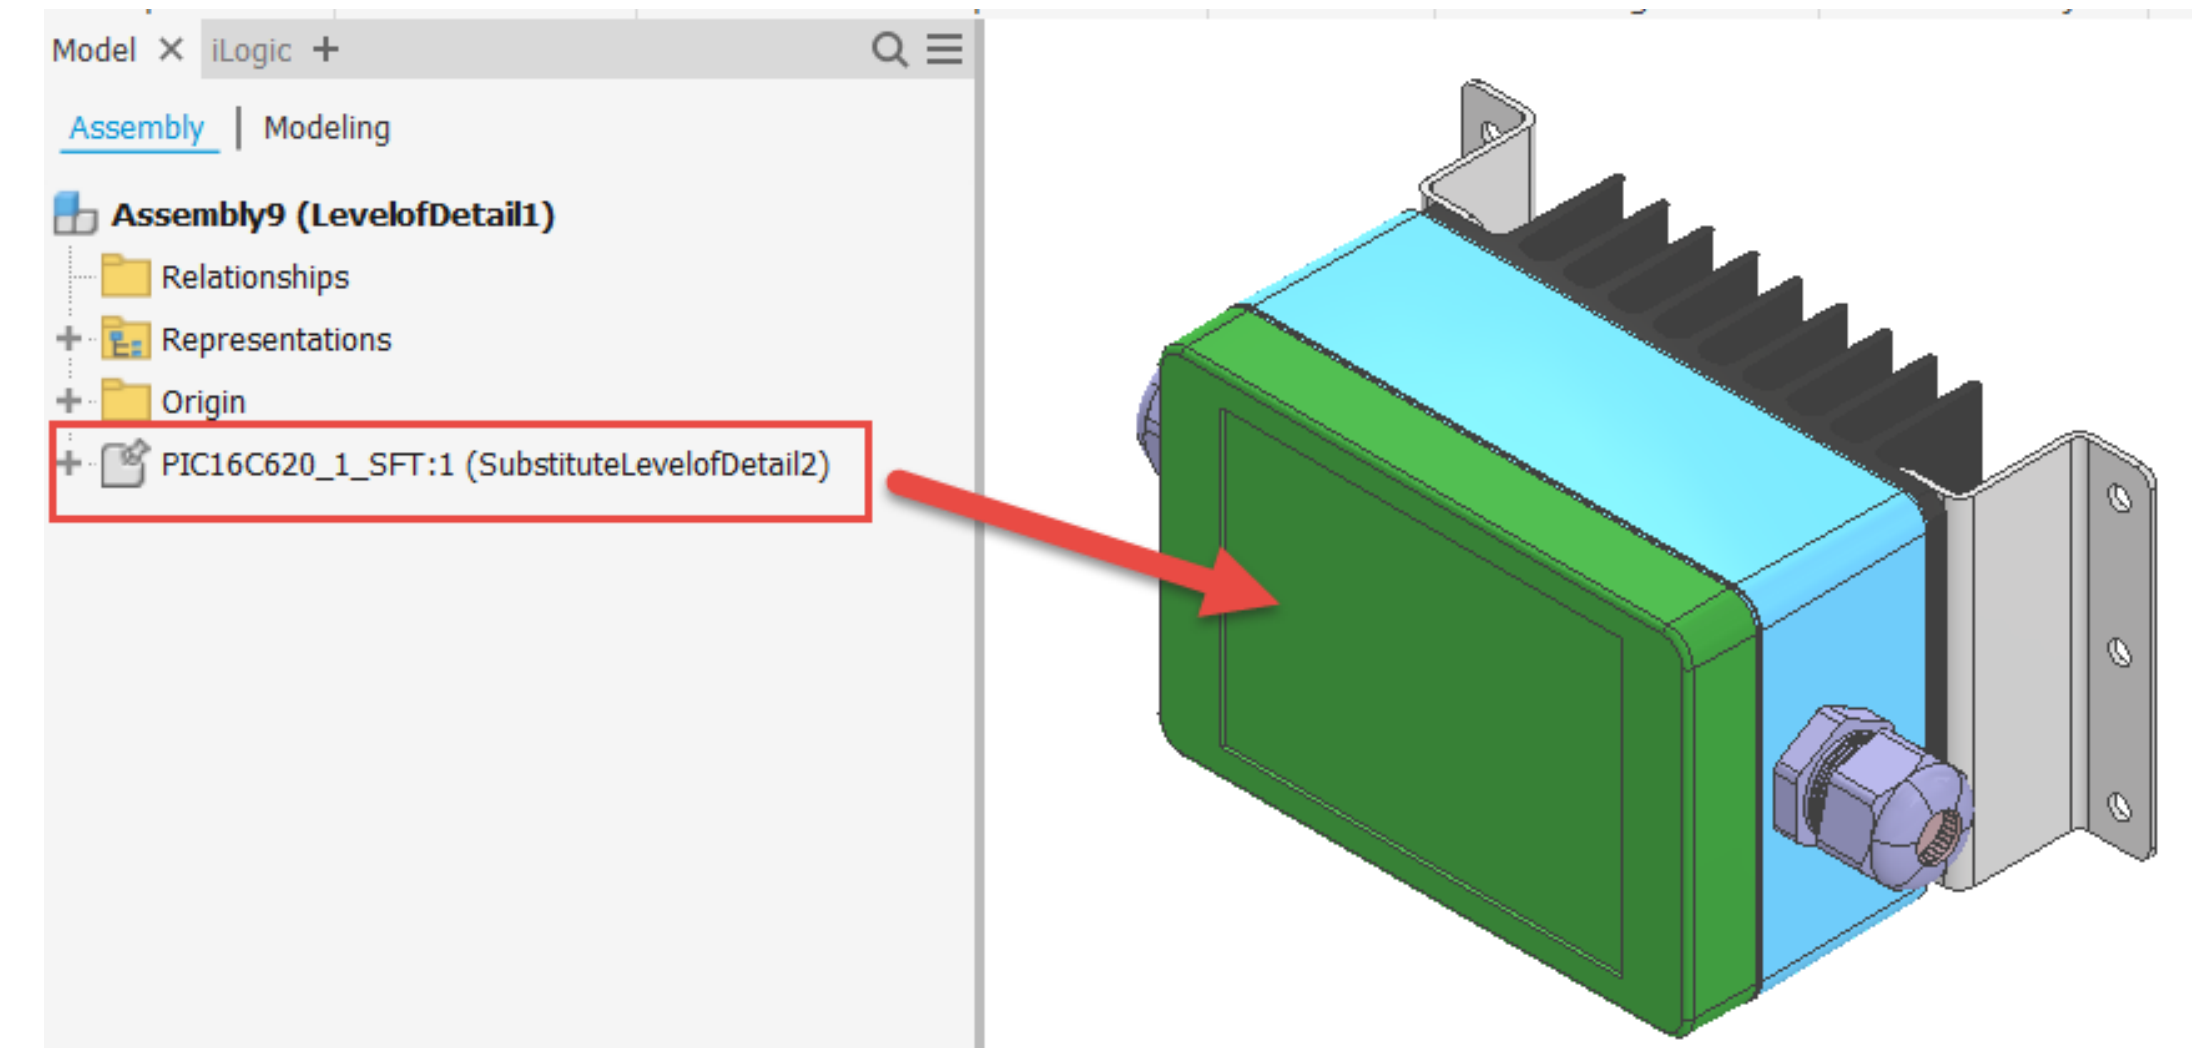 Model iLogic
Assembly | Modeling
Assembly9 (LevelofDetail1)
Relationships
Representations
Origin
PIC16C620_1_SFT:1 (SubstituteLevelofDetail2)